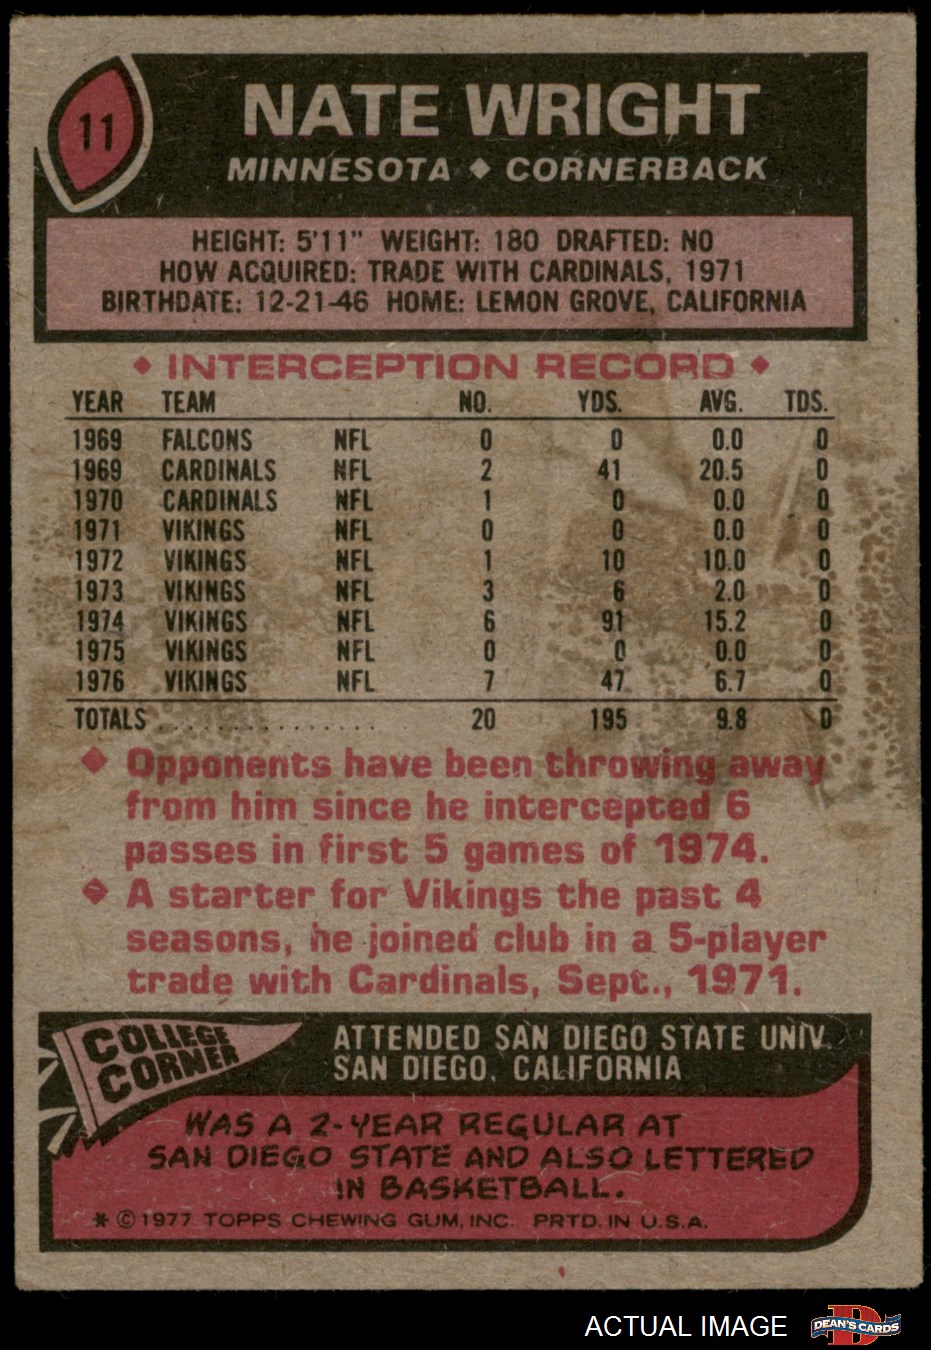 11
NATE WRIGHT
MINNESOTA ◆ CORNERBACK
HEIGHT: 5'11" WEIGHT: 180 DRAFTED: NO
HOW ACQUIRED: TRADE WITH CARDINALS, 1971
BIRTHDATE: 12-21-46 HOME: LEMON GROVE, CALIFORNIA
◆ INTERCEPTION RECORD ◆
YEAR TEAM NO. YDS. AVG. TDS.
1969 FALCONS NFL 0 0 0.0 0
1969 CARDINALS NFL 2 41 20.5 0
1970 CARDINALS NFL 1 0 0.0 0
1971 VIKINGS NFL 0 0 0.0 0
1972 VIKINGS NFL 1 10 10.0 0
1973 VIKINGS NFL 3 6 2.0 0
1974 VIKINGS NFL 6 91 15.2 0
1975 VIKINGS NFL 0 0 0.0 0
1976 VIKINGS NFL 7 47 6.7 0
TOTALS . . . . . . . . . . . . . . . 20 195 9.8 0
◆ Opponents have been throwing away
from him since he intercepted 6
passes in first 5 games of 1974.
◆ A starter for Vikings the past 4
seasons, he joined club in a 5-player
trade with Cardinals, Sept., 1971.
COLLEGE
CORNER
ATTENDED SAN DIEGO STATE UNIV.
SAN DIEGO, CALIFORNIA
WAS A 2-YEAR REGULAR AT
SAN DIEGO STATE AND ALSO LETTERED
IN BASKETBALL.
* © 1977 TOPPS CHEWING GUM, INC. PRTD. IN U.S.A.
ACTUAL IMAGE
D
DEAN'S CARDS